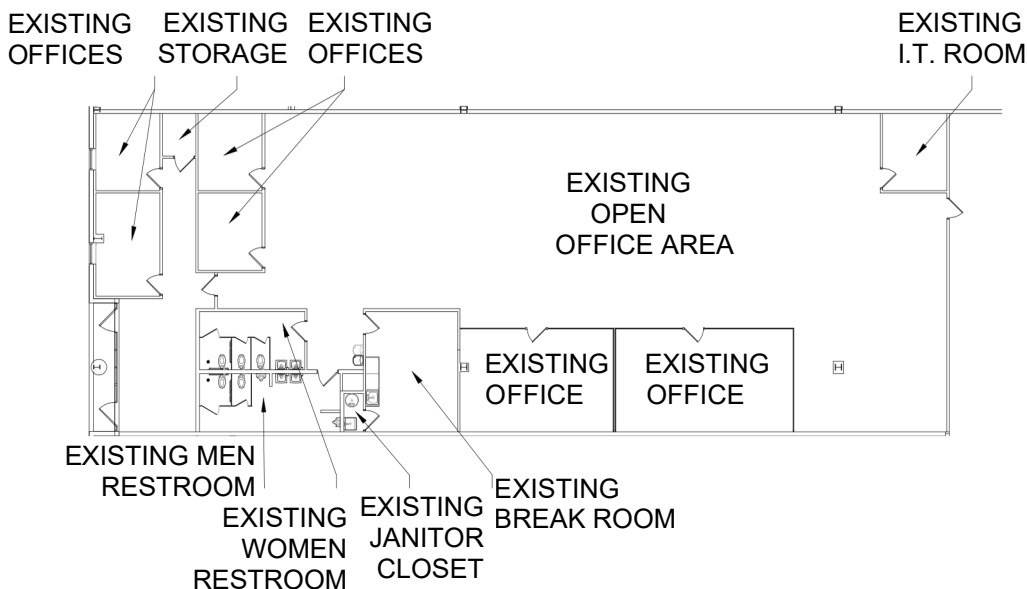 EXISTING
OFFICES
EXISTING
STORAGE
EXISTING
OFFICES
EXISTING
I.T. ROOM
EXISTING
OPEN
OFFICE AREA
EXISTING
OFFICE
EXISTING
OFFICE
EXISTING MEN
RESTROOM
EXISTING
WOMEN
RESTROOM
EXISTING
JANITOR
CLOSET
EXISTING
BREAK ROOM